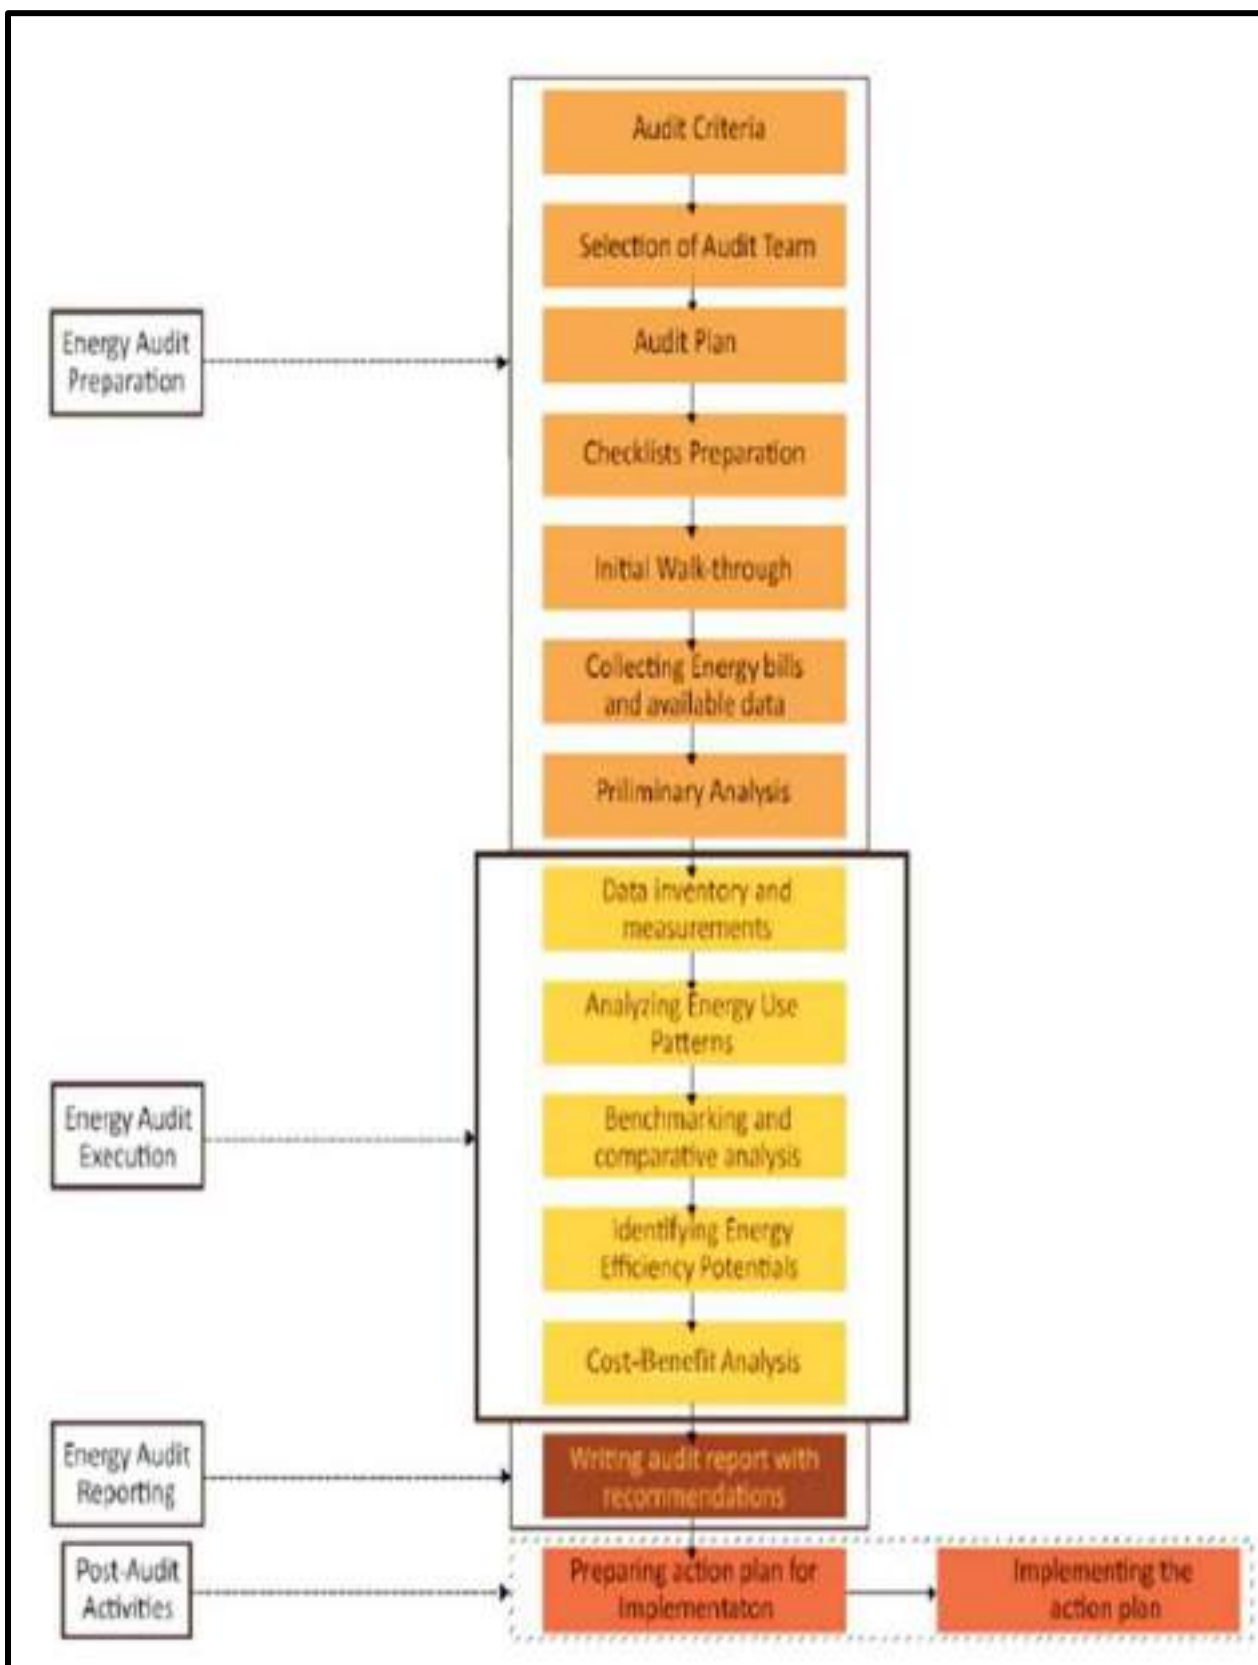 Audit Criteria
Selection of Audit Team
Energy Audit
Preparation
Audit Plan
Checklists Preparation
Initial Walk-through
Collecting Energy bills
and available data
Priliminary Analysis
Data inventory and
measurements
Analyzing Energy Use
Patterns
Energy Audit
Execution
Benchmarking and
comparative analysis
Identifying Energy
Efficiency Potentials
Cost-Benefit Analysis
Energy Audit
Reporting
Writing audit report with
recommendations
Post-Audit
Activities
Preparing action plan for
Implementaton
Implementing the
action plan